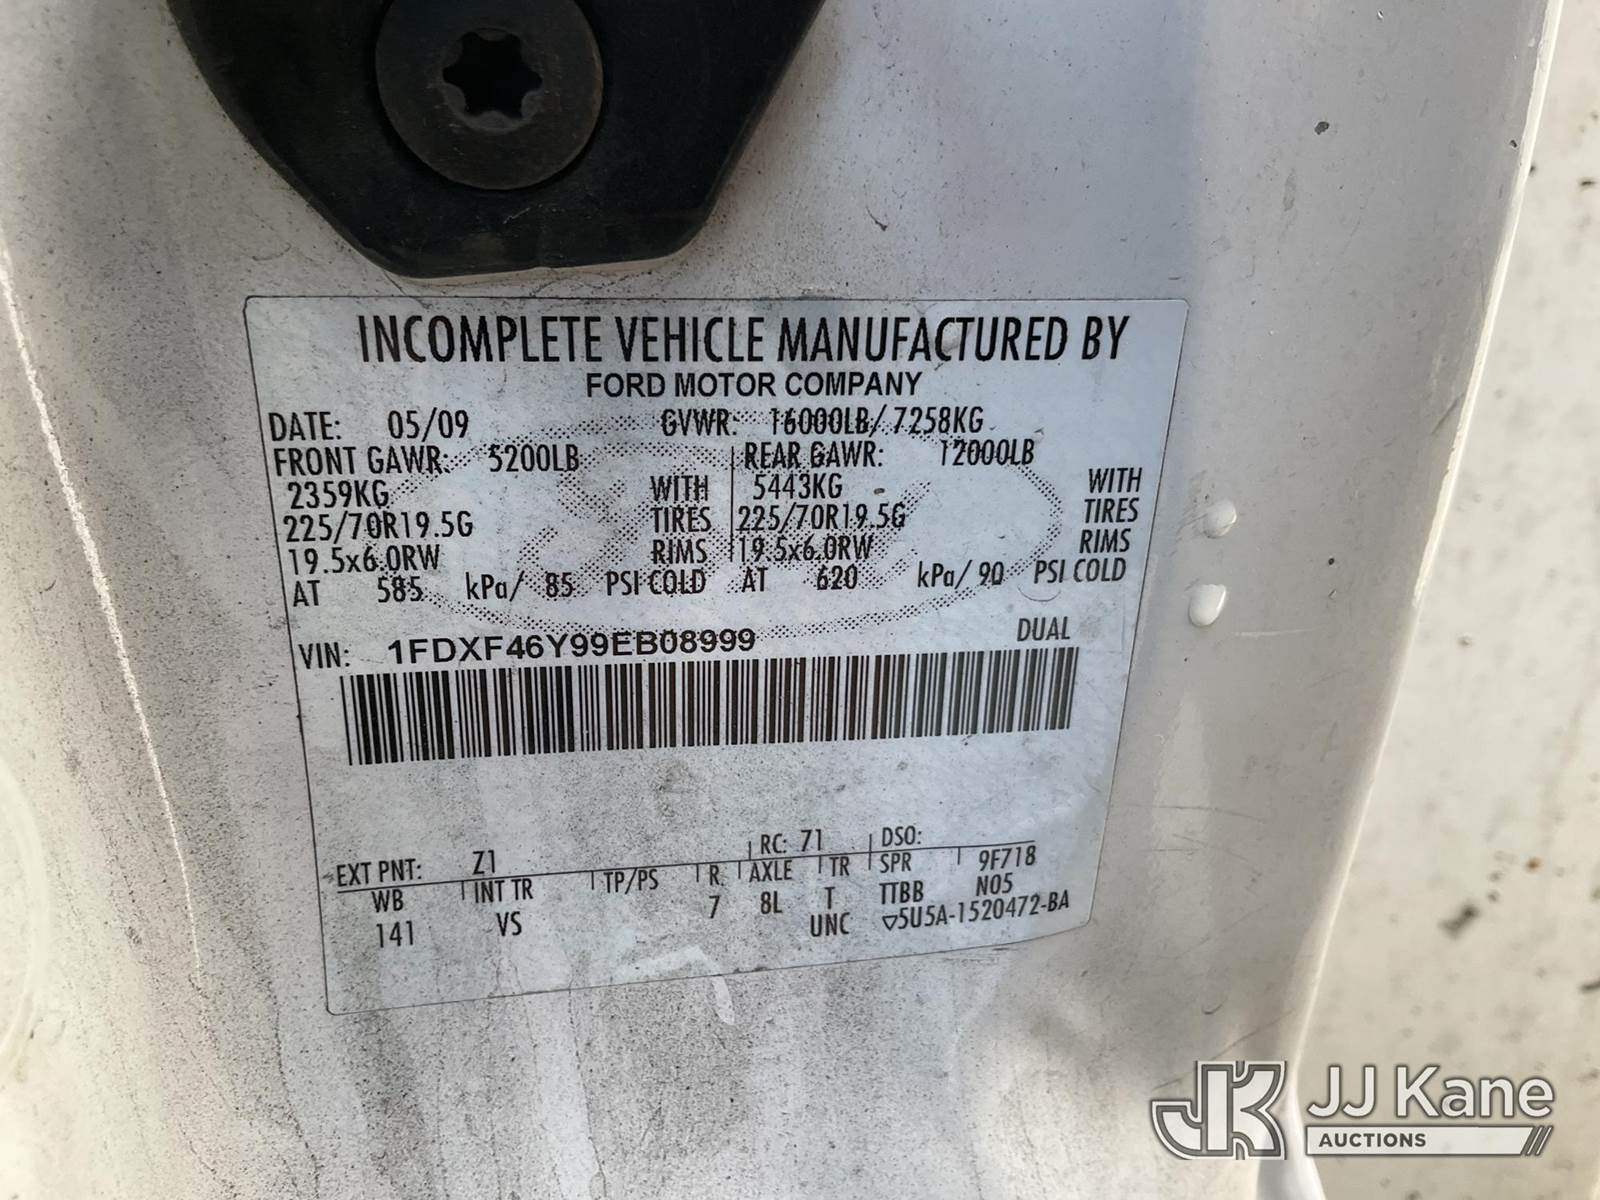 INCOMPLETE VEHICLE MANUFACTURED BY
FORD MOTOR COMPANY
DATE: 05/09 GVWR: 16000LB/ 7258KG
FRONT GAWR: 5200LB REAR GAWR: 12000LB
2359KG WITH 5443KG WITH
225/70R19.5G TIRES 225/70R19.5G TIRES
19.5x6.0RW RIMS 19.5x6.0RW RIMS
AT 585 kPa/ 85 PSI COLD AT 620 kPa/ 90 PSI COLD
VIN: 1FDXF46Y99EB08999 DUAL
EXT PNT: Z1 RC: 71 DSO:
WB INT TR TP/PS R AXLE TR SPR 9F718
141 VS 7 8L T TTBB N05
UNC ▽5U5A-1520472-BA
JK JJ Kane
AUCTIONS